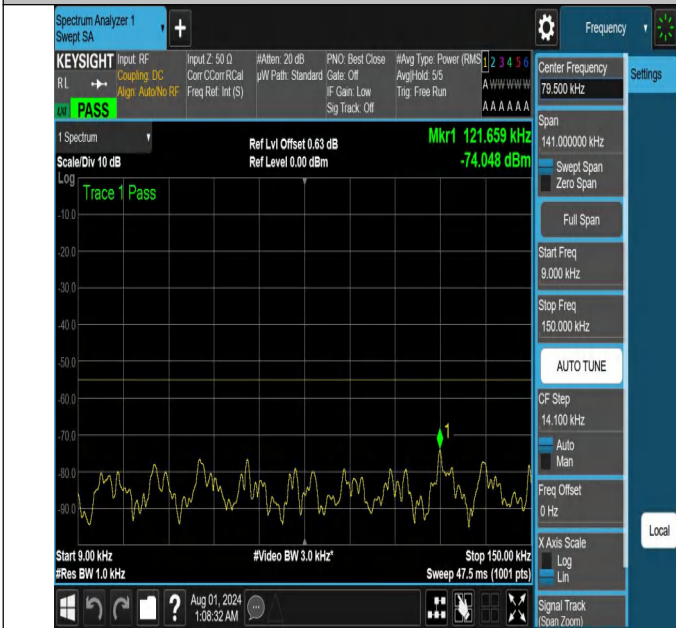 Spectrum Analyzer 1
Swept SA
+
Frequency
KEYSIGHT
Input: RF
Coupling: DC
Align: Auto/No RF
Input Z: 50 Ω
Corr CCorr RCal
Freq Ref: Int (S)
#Atten: 20 dB
µW Path: Standard
PNO: Best Close
Gate: Off
IF Gain: Low
Sig Track: Off
#Avg Type: Power (RMS
Avg|Hold: 5/5
Trig: Free Run
1 2 3 4 5 6
A W W W W W
A A A A A A
RL
PASS
Center Frequency
79.500 kHz
Settings
Span
141.000000 kHz
Swept Span
Zero Span
Full Span
Start Freq
9.000 kHz
Stop Freq
150.000 kHz
AUTO TUNE
CF Step
14.100 kHz
Auto
Man
Freq Offset
0 Hz
X Axis Scale
Log
Lin
Local
Signal Track
(Span Zoom)
1 Spectrum
Scale/Div 10 dB
Ref Lvl Offset 0.63 dB
Ref Level 0.00 dBm
Mkr1 121.659 kHz
-74.048 dBm
Log
Trace 1 Pass
-10.0
-20.0
-30.0
-40.0
-50.0
-60.0
-70.0
-80.0
-90.0
1
Start 9.00 kHz
#Res BW 1.0 kHz
#Video BW 3.0 kHz*
Stop 150.00 kHz
Sweep 47.5 ms (1001 pts)
?
Aug 01, 2024
1:08:32 AM